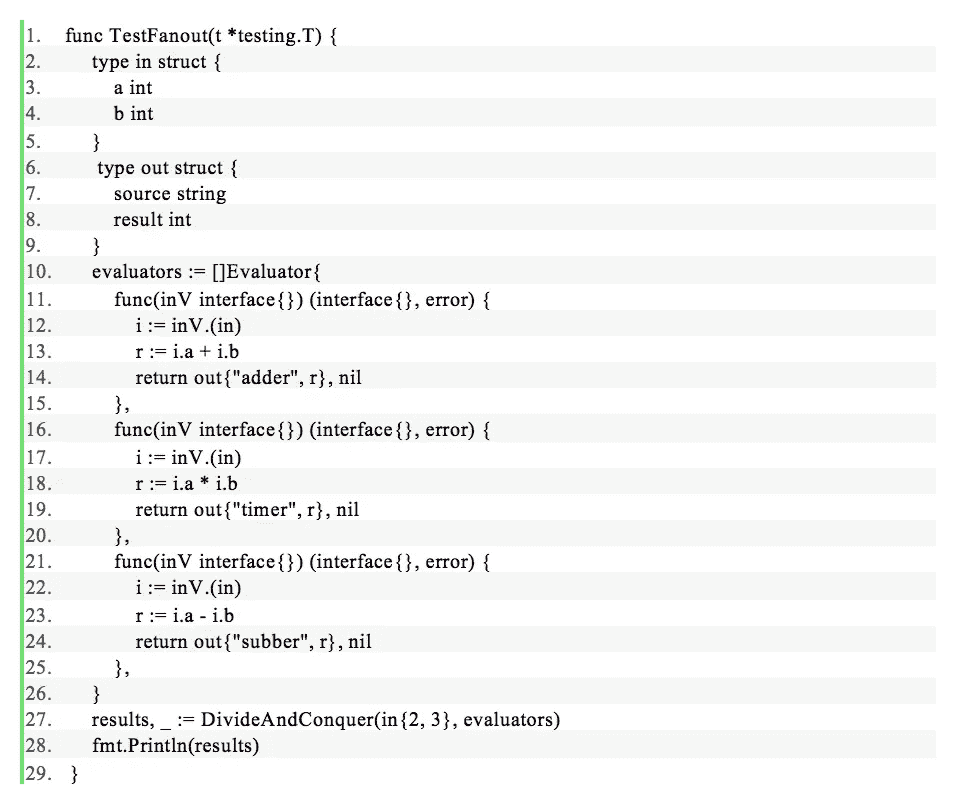 1. func TestFanout(t *testing.T) {
2. type in struct {
3. a int
4. b int
5. }
6. type out struct {
7. source string
8. result int
9. }
10. evaluators := []Evaluator{
11. func(inV interface{}) (interface{}, error) {
12. i := inV.(in)
13. r := i.a + i.b
14. return out{"adder", r}, nil
15. },
16. func(inV interface{}) (interface{}, error) {
17. i := inV.(in)
18. r := i.a * i.b
19. return out{"timer", r}, nil
20. },
21. func(inV interface{}) (interface{}, error) {
22. i := inV.(in)
23. r := i.a - i.b
24. return out{"subber", r}, nil
25. },
26. }
27. results, _ := DivideAndConquer(in{2, 3}, evaluators)
28. fmt.Println(results)
29. }